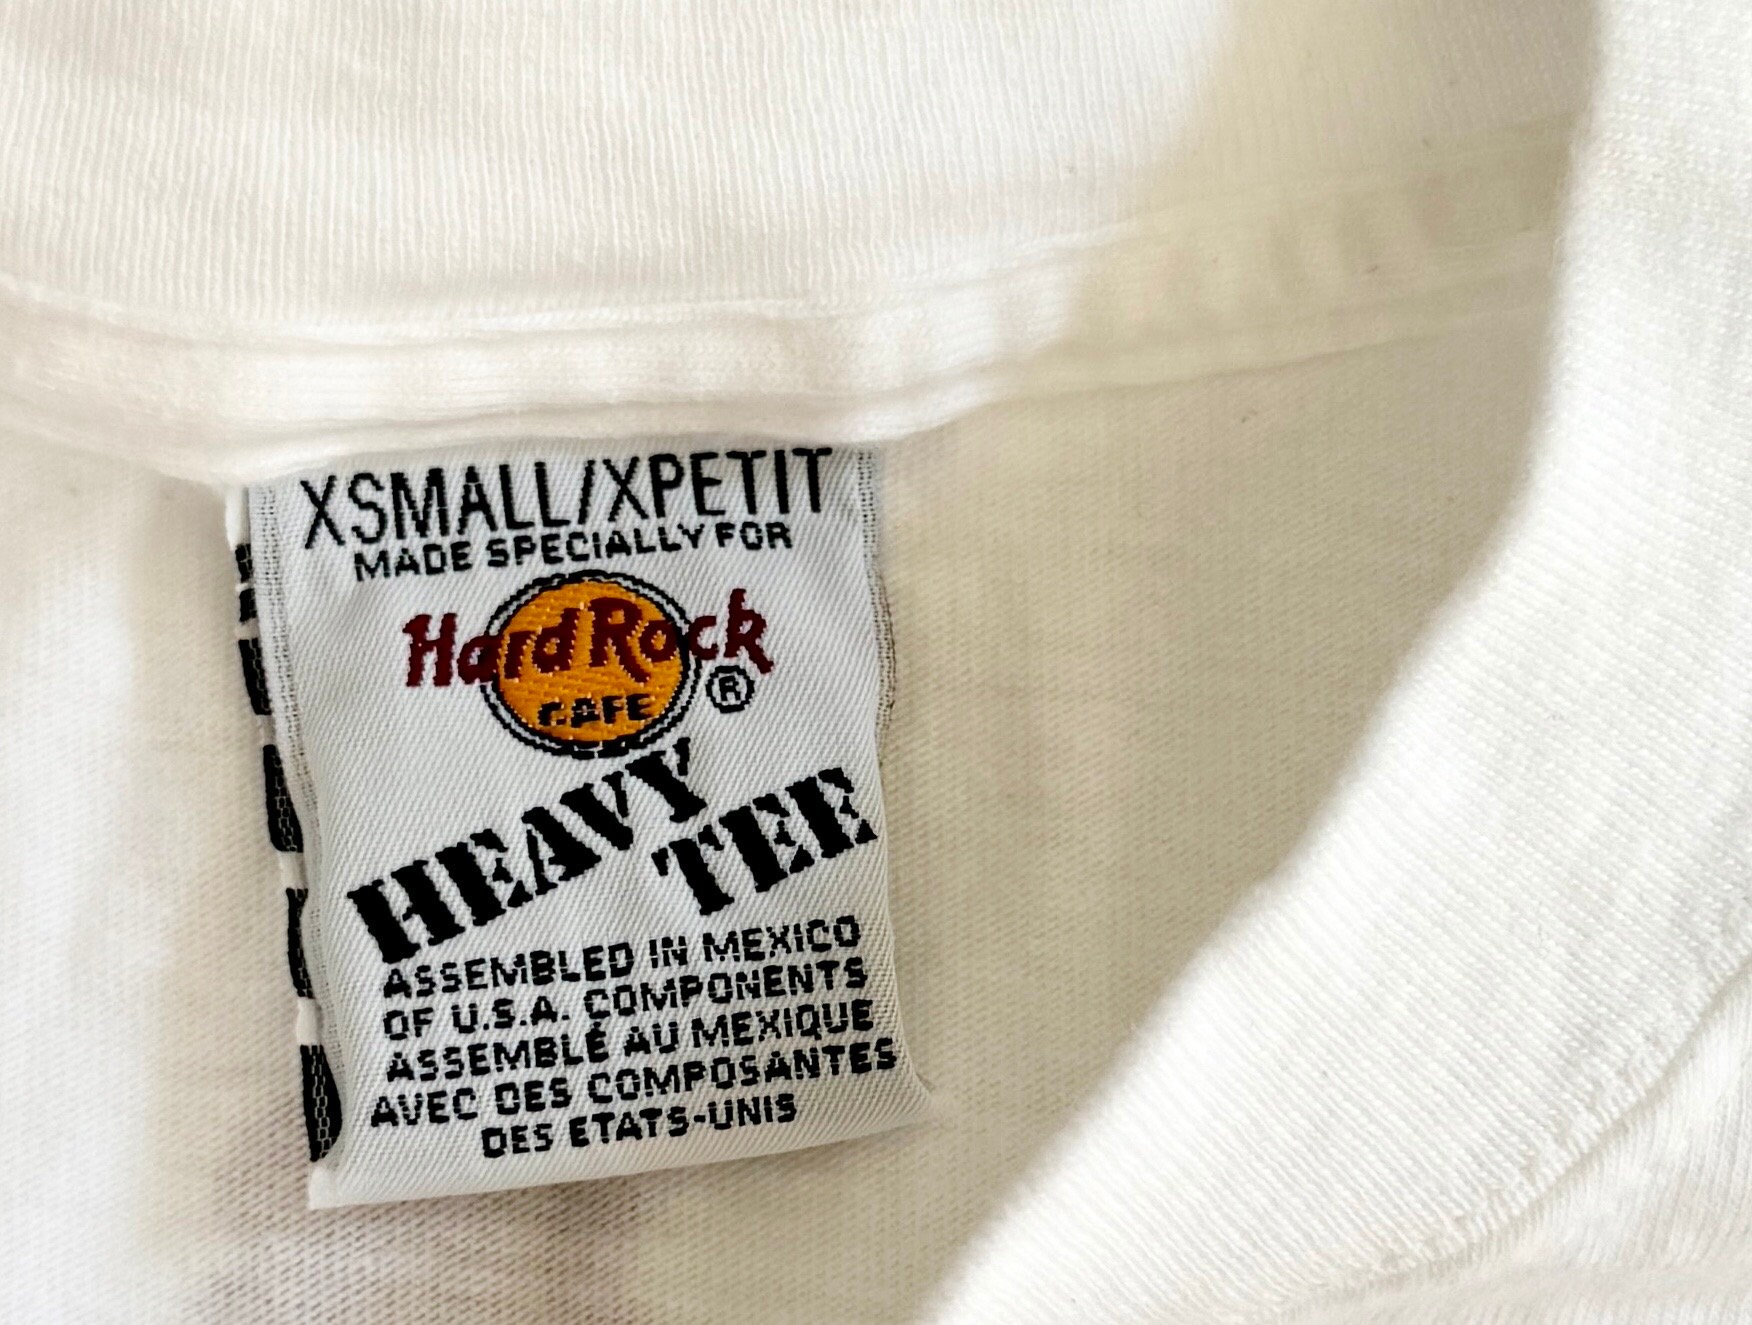 XSMALL/XPETIT
MADE SPECIALLY FOR
Hard Rock
CAFE
®
HEAVY
TEE
ASSEMBLED IN MEXICO
OF U.S.A. COMPONENTS
ASSEMBLÉ AU MEXIQUE
AVEC DES COMPOSANTES
DES ETATS-UNIS